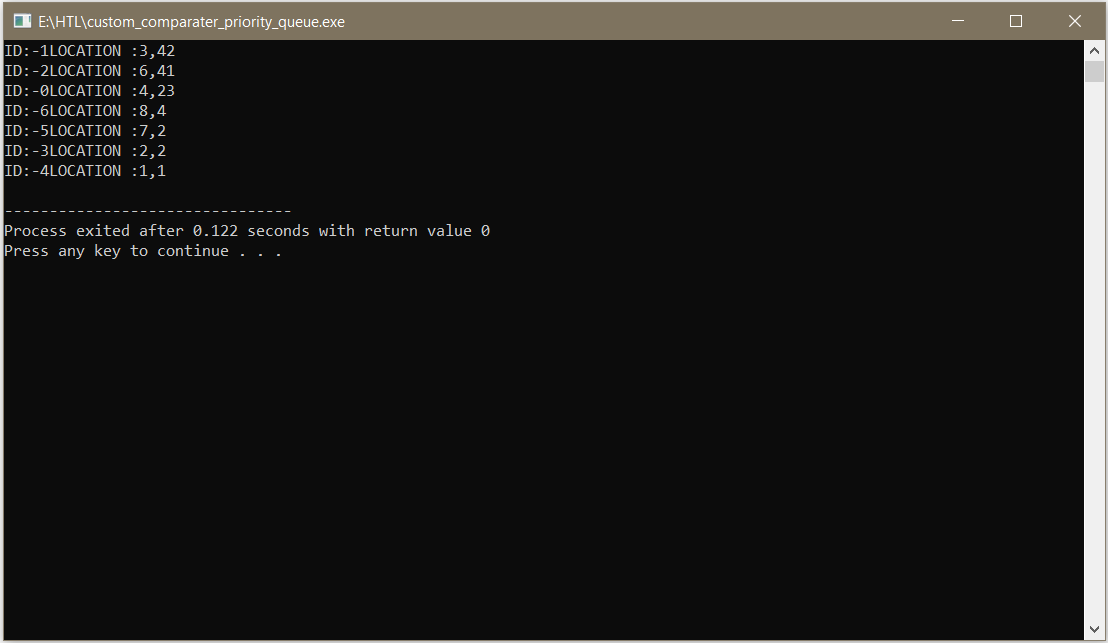 E:\HTL\custom_comparater_priority_queue.exe
ID:-1LOCATION :3,42
ID:-2LOCATION :6,41
ID:-0LOCATION :4,23
ID:-6LOCATION :8,4
ID:-5LOCATION :7,2
ID:-3LOCATION :2,2
ID:-4LOCATION :1,1
--------------------------------
Process exited after 0.122 seconds with return value 0
Press any key to continue . . .